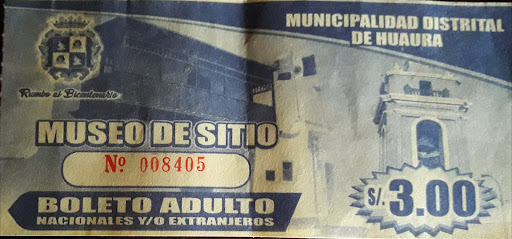 MUNICIPALIDAD DISTRITAL
DE HUAURA
Rumbo al Bicentenario
MUSEO DE SITIO
Nº 008405
BOLETO ADULTO
NACIONALES Y/O EXTRANJEROS
S/. 3.00